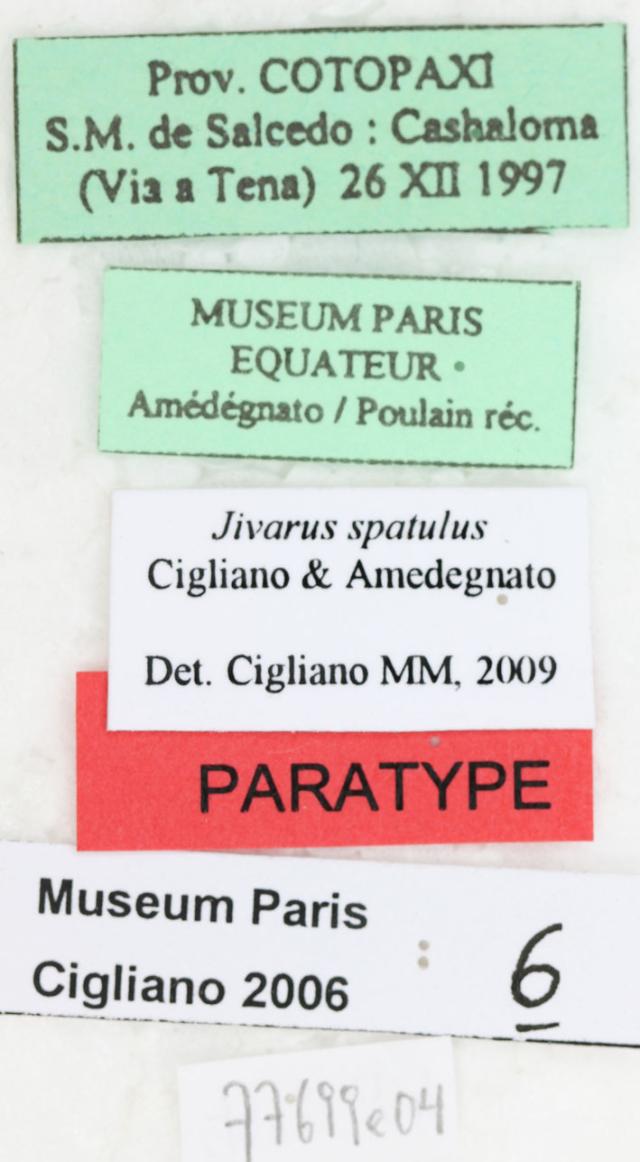 Prov. COTOPAXI
S.M. de Salcedo : Cashaloma
(Via a Tena) 26 XII 1997
MUSEUM PARIS
EQUATEUR
Amédégnato / Poulain réc.
Jivarus spatulus
Cigliano & Amedegnato
Det. Cigliano MM, 2009
PARATYPE
Museum Paris
Cigliano 2006 6
77699e04